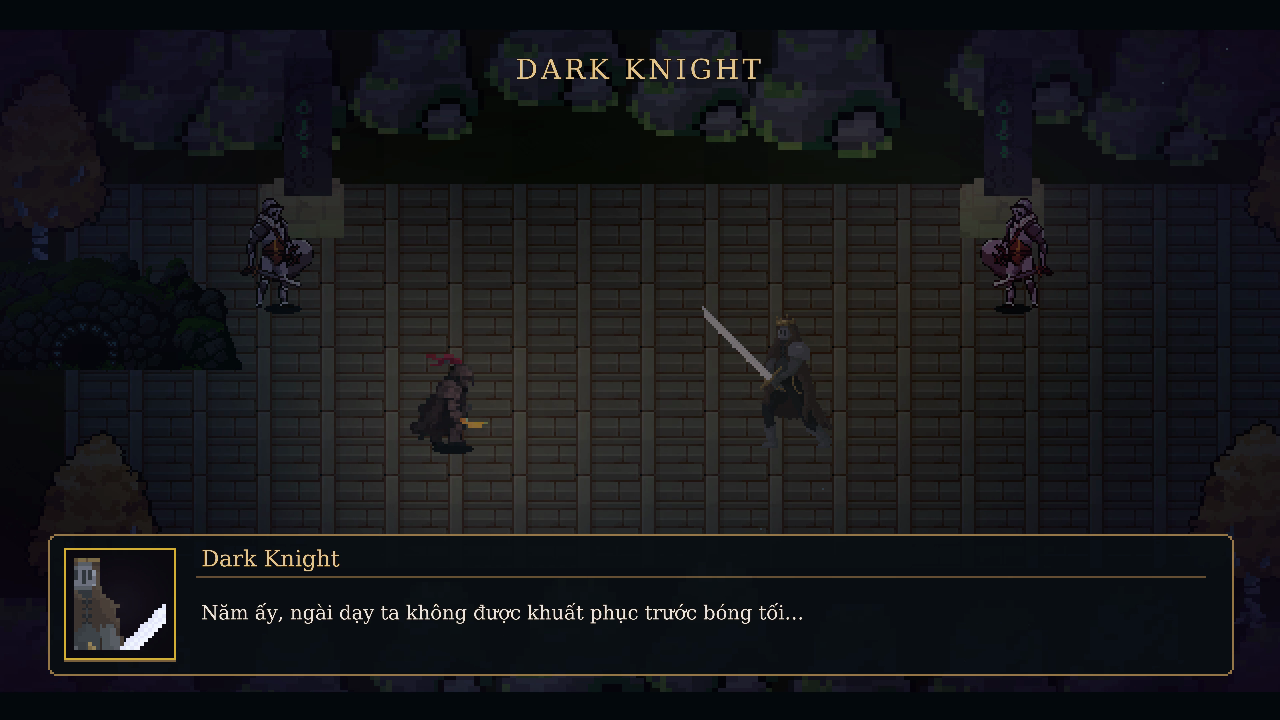 DARK KNIGHT
Dark Knight
Năm ấy, ngài dạy ta không được khuất phục trước bóng tối...